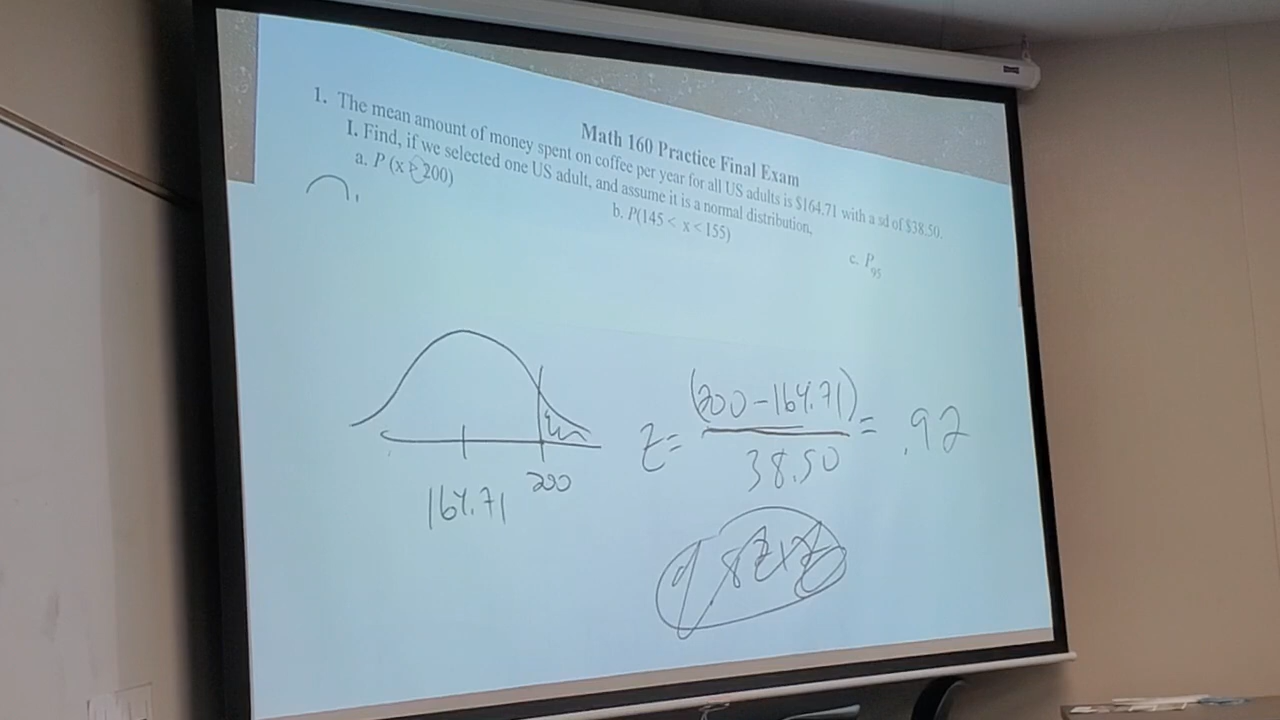 Math 160 Practice Final Exam
1. The mean amount of money spent on coffee per year for all US adults is $164.71 with a sd of $38.50.
I. Find, if we selected one US adult, and assume it is a normal distribution,
a. P (x > 200)
b. P(145 < x < 155)
c. P95
164.71
200
z= (200-164.71) = .92
38.50